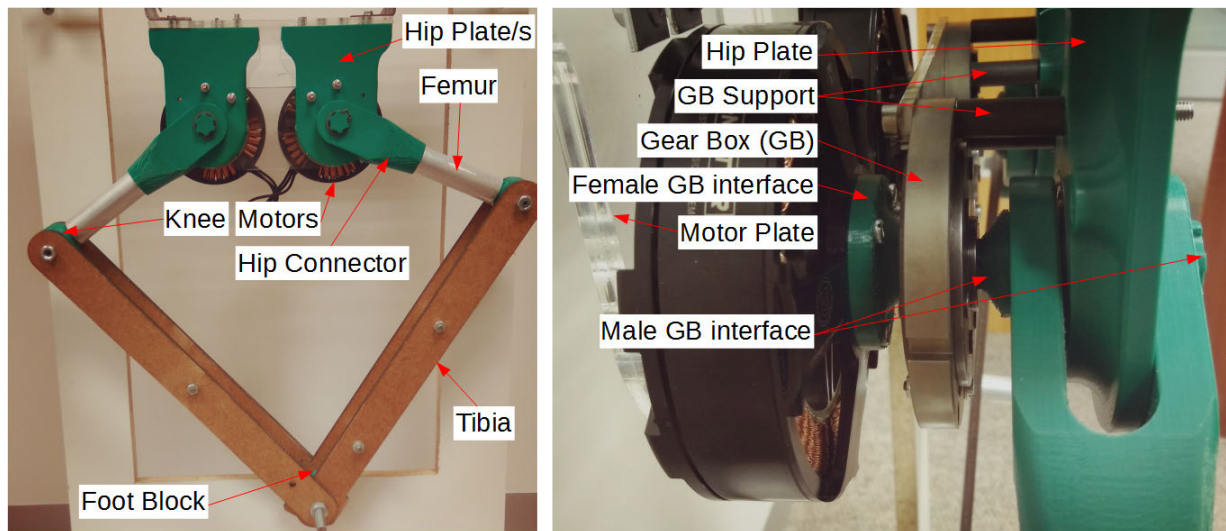 Hip Plate/s
Femur
Knee
Motors
Hip Connector
Tibia
Foot Block
Hip Plate
GB Support
Gear Box (GB)
Female GB interface
Motor Plate
Male GB interface